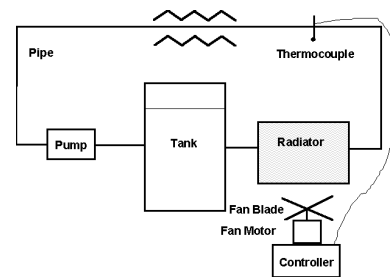 Pipe
Thermocouple
Pump
Tank
Radiator
Fan Blade
Fan Motor
Controller